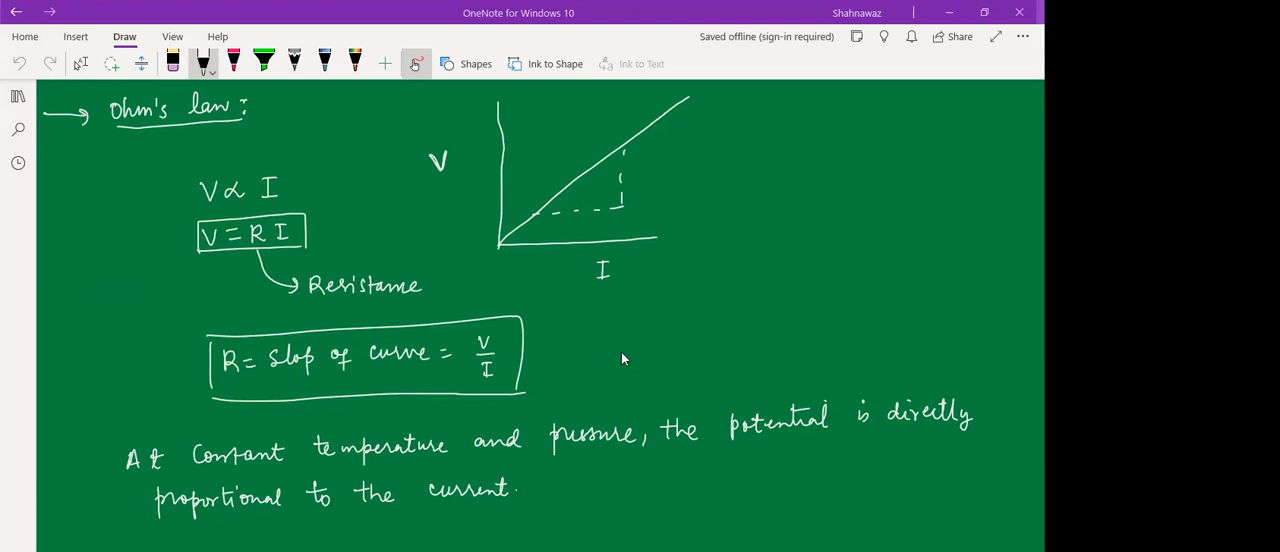 OneNote for Windows 10
Shahnawaz
Home Insert Draw View Help
Saved offline (sign-in required)
Share
Shapes
Ink to Shape
Ink to Text
Ohm's law:
V
V ∝ I
V = R I
I
Resistame
R = Slop of curve = V/I
At constant temperature and pressure, the potential is directly
proportional to the current.